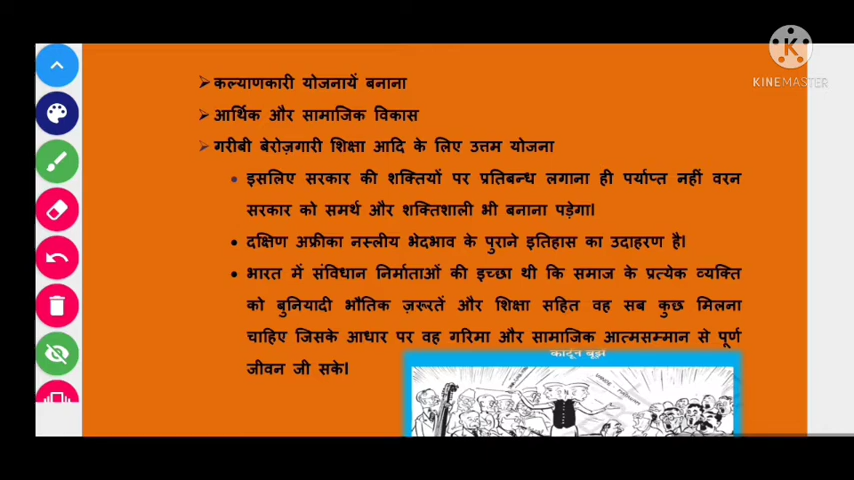 KINEMASTER
➢ कल्याणकारी योजनायें बनाना
➢ आर्थिक और सामाजिक विकास
➢ गरीबी बेरोज़गारी शिक्षा आदि के लिए उत्तम योजना
• इसलिए सरकार की शक्तियों पर प्रतिबन्ध लगाना ही पर्याप्त नहीं वरन
सरकार को समर्थ और शक्तिशाली भी बनाना पड़ेगा।
• दक्षिण अफ्रीका नस्लीय भेदभाव के पुराने इतिहास का उदाहरण है।
• भारत में संविधान निर्माताओं की इच्छा थी कि समाज के प्रत्येक व्यक्ति
को बुनियादी भौतिक ज़रूरतें और शिक्षा सहित वह सब कुछ मिलना
चाहिए जिसके आधार पर वह गरिमा और सामाजिक आत्मसम्मान से पूर्ण
जीवन जी सके।
कार्टून बूझ